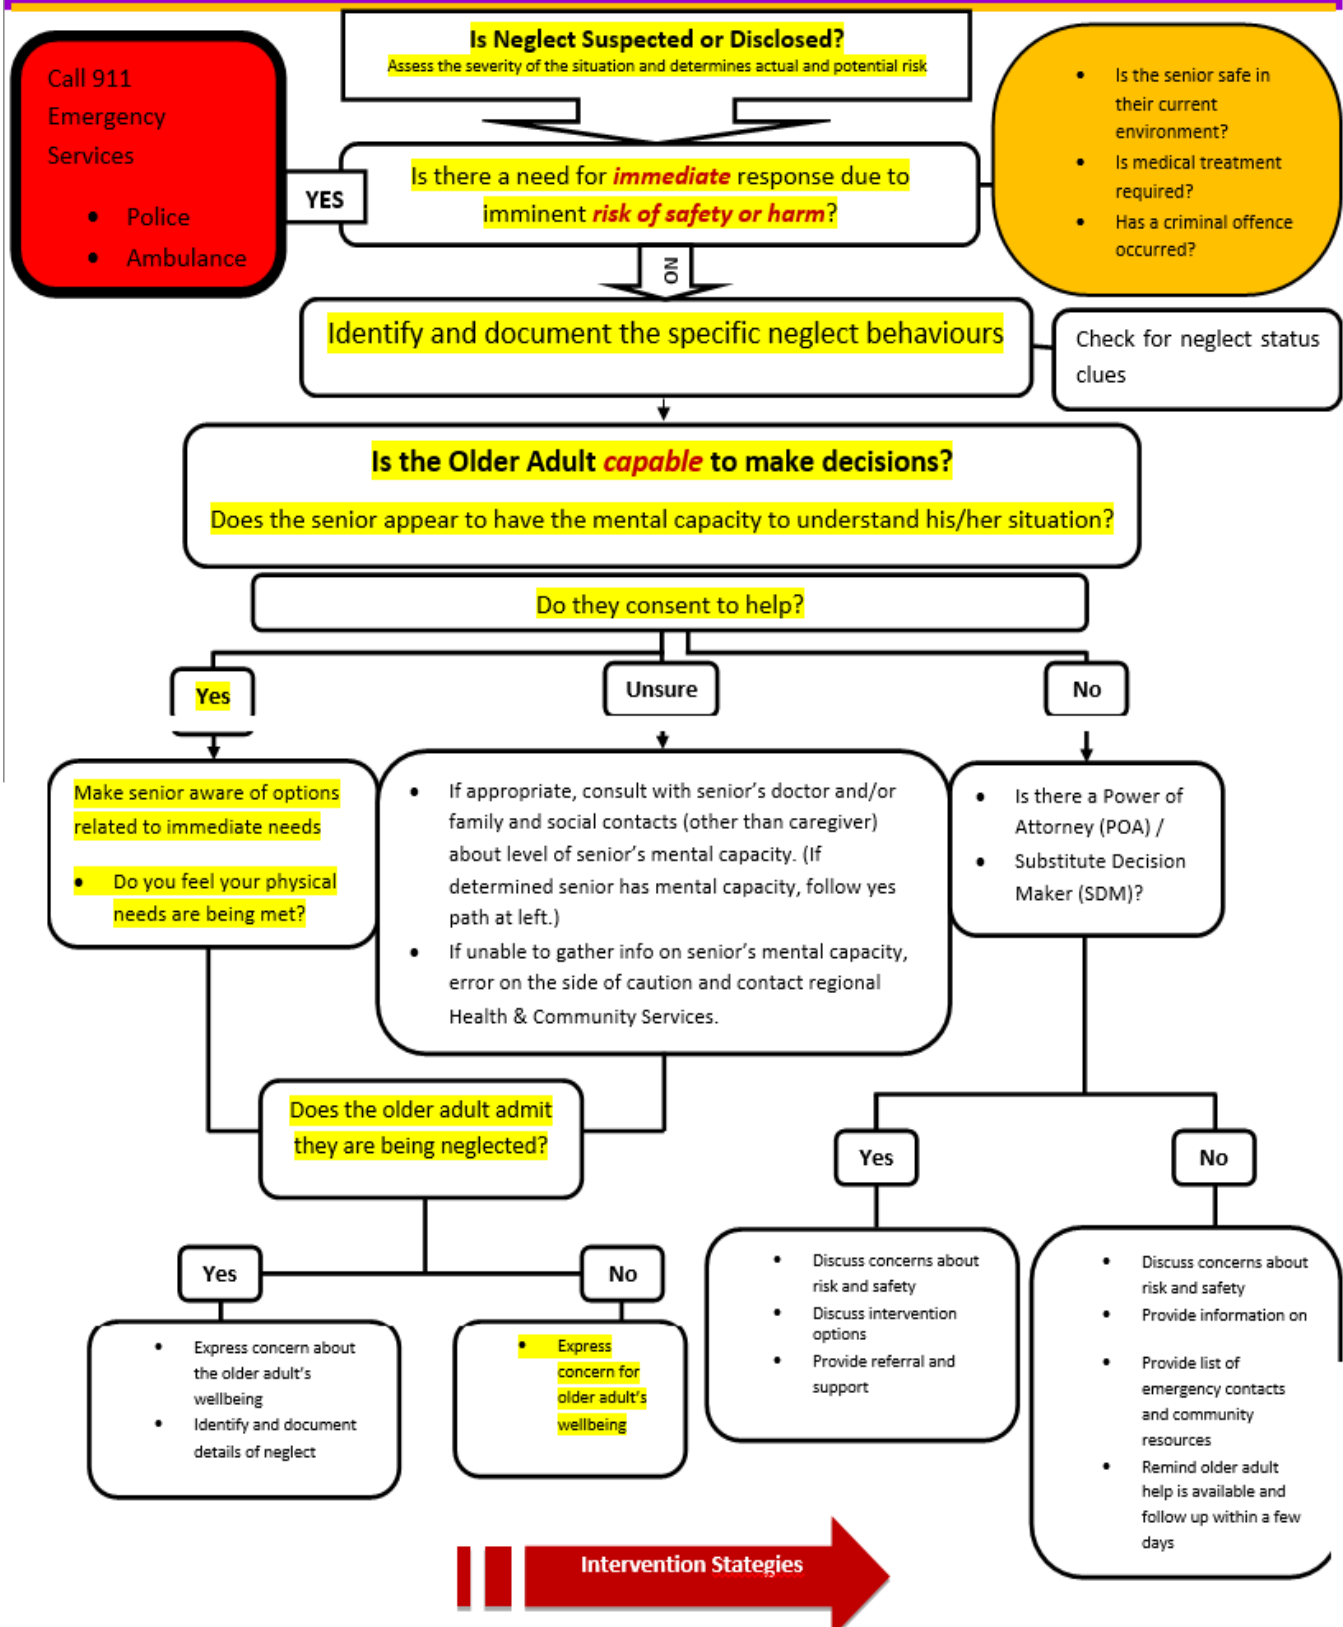 Is Neglect Suspected or Disclosed?
Assess the severity of the situation and determines actual and potential risk
Call 911
Emergency
Services
• Police
• Ambulance
YES
Is there a need for immediate response due to
imminent risk of safety or harm?
• Is the senior safe in
their current
environment?
• Is medical treatment
required?
• Has a criminal offence
occurred?
NO
Identify and document the specific neglect behaviours
Check for neglect status
clues
Is the Older Adult capable to make decisions?
Does the senior appear to have the mental capacity to understand his/her situation?
Do they consent to help?
Yes
Unsure
No
Make senior aware of options
related to immediate needs
• Do you feel your physical
needs are being met?
• If appropriate, consult with senior's doctor and/or
family and social contacts (other than caregiver)
about level of senior's mental capacity. (If
determined senior has mental capacity, follow yes
path at left.)
• If unable to gather info on senior's mental capacity,
error on the side of caution and contact regional
Health & Community Services.
• Is there a Power of
Attorney (POA) /
• Substitute Decision
Maker (SDM)?
Does the older adult admit
they are being neglected?
Yes
No
Yes
No
• Express concern about
the older adult's
wellbeing
• Identify and document
details of neglect
• Express
concern for
older adult's
wellbeing
• Discuss concerns about
risk and safety
• Discuss intervention
options
• Provide referral and
support
• Discuss concerns about
risk and safety
• Provide information on
• Provide list of
emergency contacts
and community
resources
• Remind older adult
help is available and
follow up within a few
days
Intervention Stategies